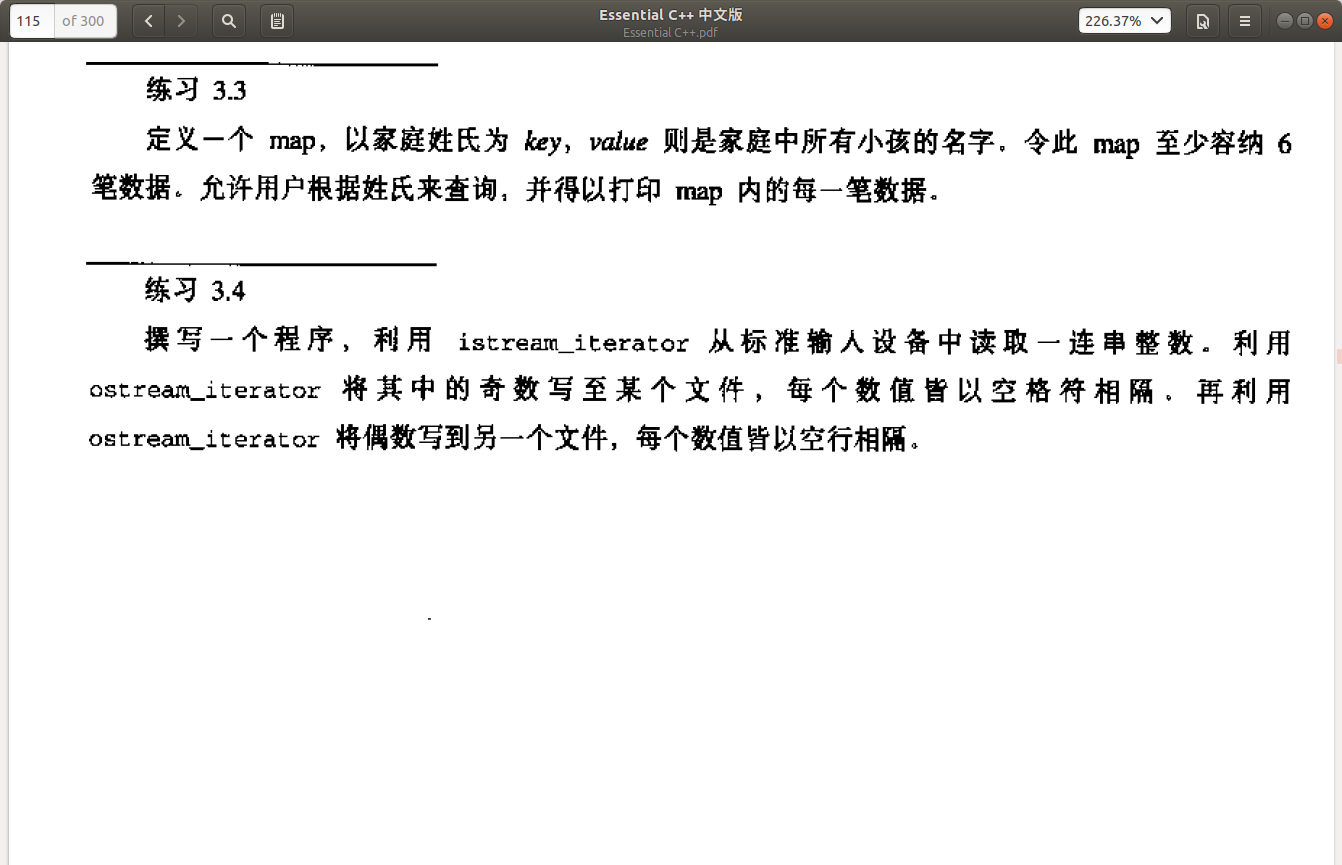 115 of 300
Essential C++ 中文版
Essential C++.pdf
226.37%
练习 3.3
定义一个 map，以家庭姓氏为 key，value 则是家庭中所有小孩的名字。令此 map 至少容纳 6
笔数据。允许用户根据姓氏来查询，并得以打印 map 内的每一笔数据。
练习 3.4
撰写一个程序，利用 istream_iterator 从标准输入设备中读取一连串整数。利用
ostream_iterator 将其中的奇数写至某个文件，每个数值皆以空格符相隔。再利用
ostream_iterator 将偶数写到另一个文件，每个数值皆以空行相隔。